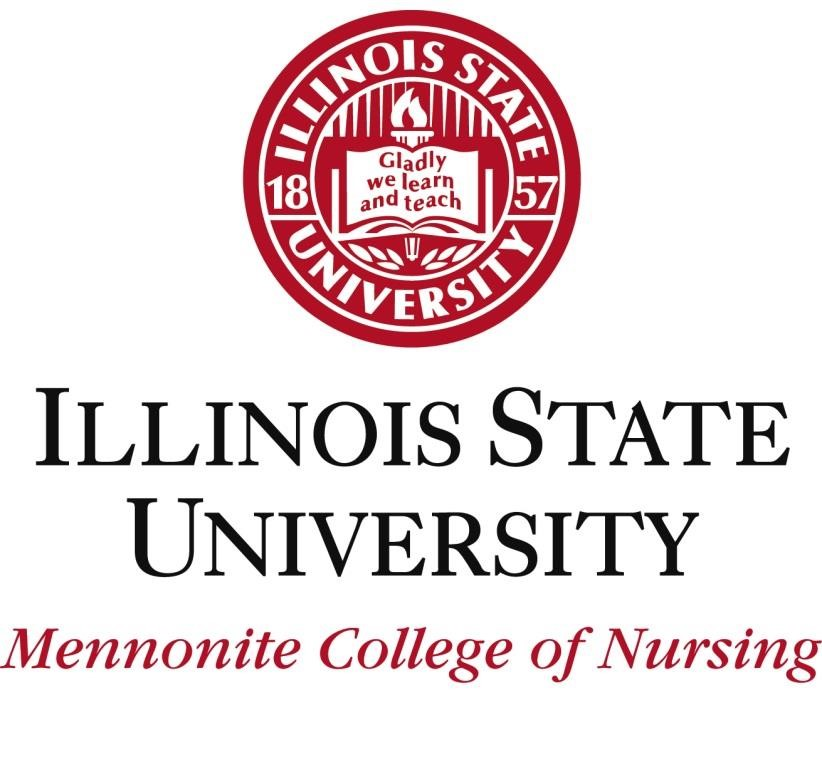 ILLINOIS STATE
18 57
Gladly
we learn
and teach
UNIVERSITY
ILLINOIS STATE
UNIVERSITY
Mennonite College of Nursing